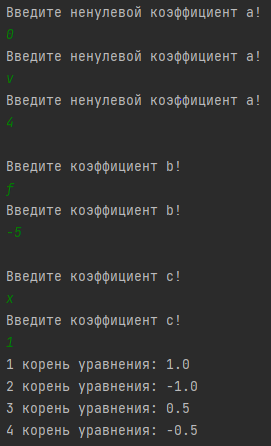 Введите ненулевой коэффициент a!
0
Введите ненулевой коэффициент a!
v
Введите ненулевой коэффициент a!
4
Введите коэффициент b!
f
Введите коэффициент b!
-5
Введите коэффициент c!
x
Введите коэффициент c!
1
1 корень уравнения: 1.0
2 корень уравнения: -1.0
3 корень уравнения: 0.5
4 корень уравнения: -0.5